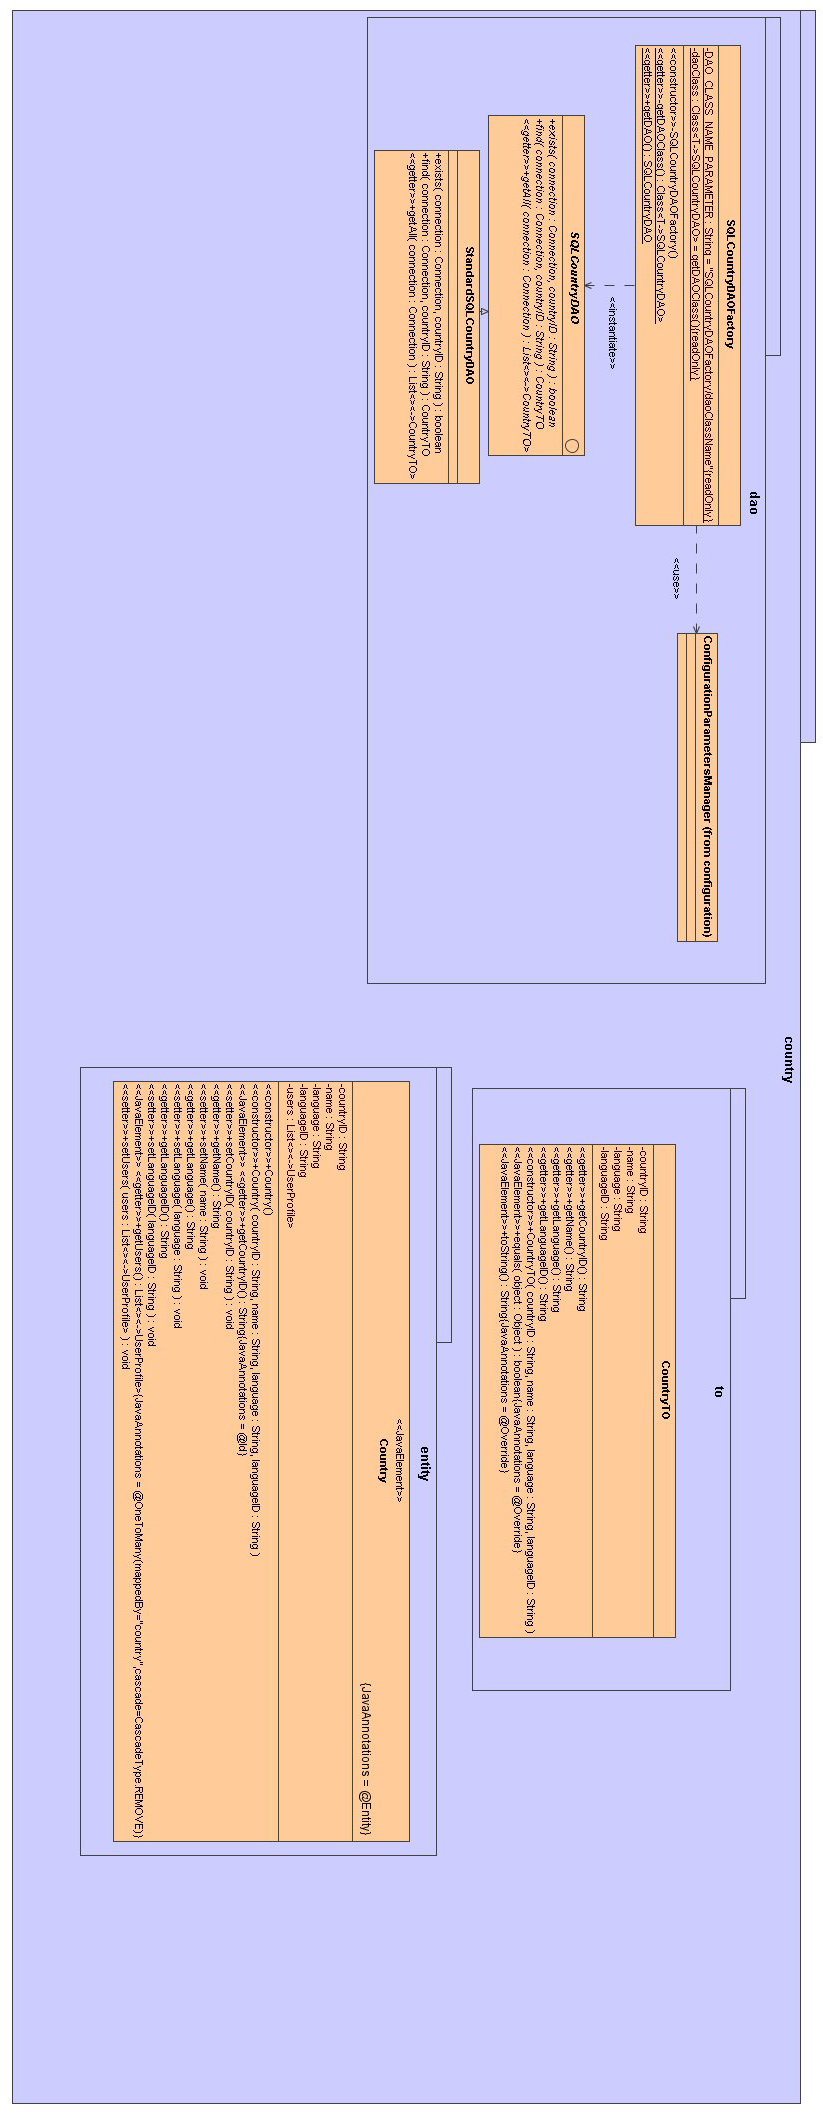 country
dao
SQLCountryDAOFactory
-DAO_CLASS_NAME_PARAMETER : String = "SQLCountryDAOFactory/daoClassName"{readOnly}
-daoClass : Class<T->SQLCountryDAO> = getDAOClass(){readOnly}
<<constructor>>-SQLCountryDAOFactory()
<<getter>>-getDAOClass() : Class<T->SQLCountryDAO>
<<getter>>+getDAO() : SQLCountryDAO
<<use>>
ConfigurationParametersManager (from configuration)
<<instantiate>>
SQLCountryDAO
+exists( connection : Connection, countryID : String ) : boolean
+find( connection : Connection, countryID : String ) : CountryTO
<<getter>>+getAll( connection : Connection ) : List<><->CountryTO>
StandardSQLCountryDAO
+exists( connection : Connection, countryID : String ) : boolean
+find( connection : Connection, countryID : String ) : CountryTO
<<getter>>+getAll( connection : Connection ) : List<><->CountryTO>
to
CountryTO
-countryID : String
-name : String
-language : String
-languageID : String
<<getter>>+getCountryID() : String
<<getter>>+getName() : String
<<getter>>+getLanguage() : String
<<getter>>+getLanguageID() : String
<<constructor>>+CountryTO( countryID : String, name : String, language : String, languageID : String )
<<JavaElement>>+equals( object : Object ) : boolean{JavaAnnotations = @Override}
<<JavaElement>>+toString() : String{JavaAnnotations = @Override}
entity
<<JavaElement>>
Country
{JavaAnnotations = @Entity}
-countryID : String
-name : String
-language : String
-languageID : String
-users : List<><->UserProfile>
<<constructor>>+Country()
<<constructor>>+Country( countryID : String, name : String, language : String, languageID : String )
<<JavaElement>> <<getter>>+getCountryID() : String{JavaAnnotations = @Id}
<<setter>>+setCountryID( countryID : String ) : void
<<getter>>+getName() : String
<<setter>>+setName( name : String ) : void
<<getter>>+getLanguage() : String
<<setter>>+setLanguage( language : String ) : void
<<getter>>+getLanguageID() : String
<<setter>>+setLanguageID( languageID : String ) : void
<<JavaElement>> <<getter>>+getUsers() : List<><->UserProfile>{JavaAnnotations = @OneToMany(mappedBy="country",cascade=CascadeType.REMOVE)}
<<setter>>+setUsers( users : List<><->UserProfile> ) : void